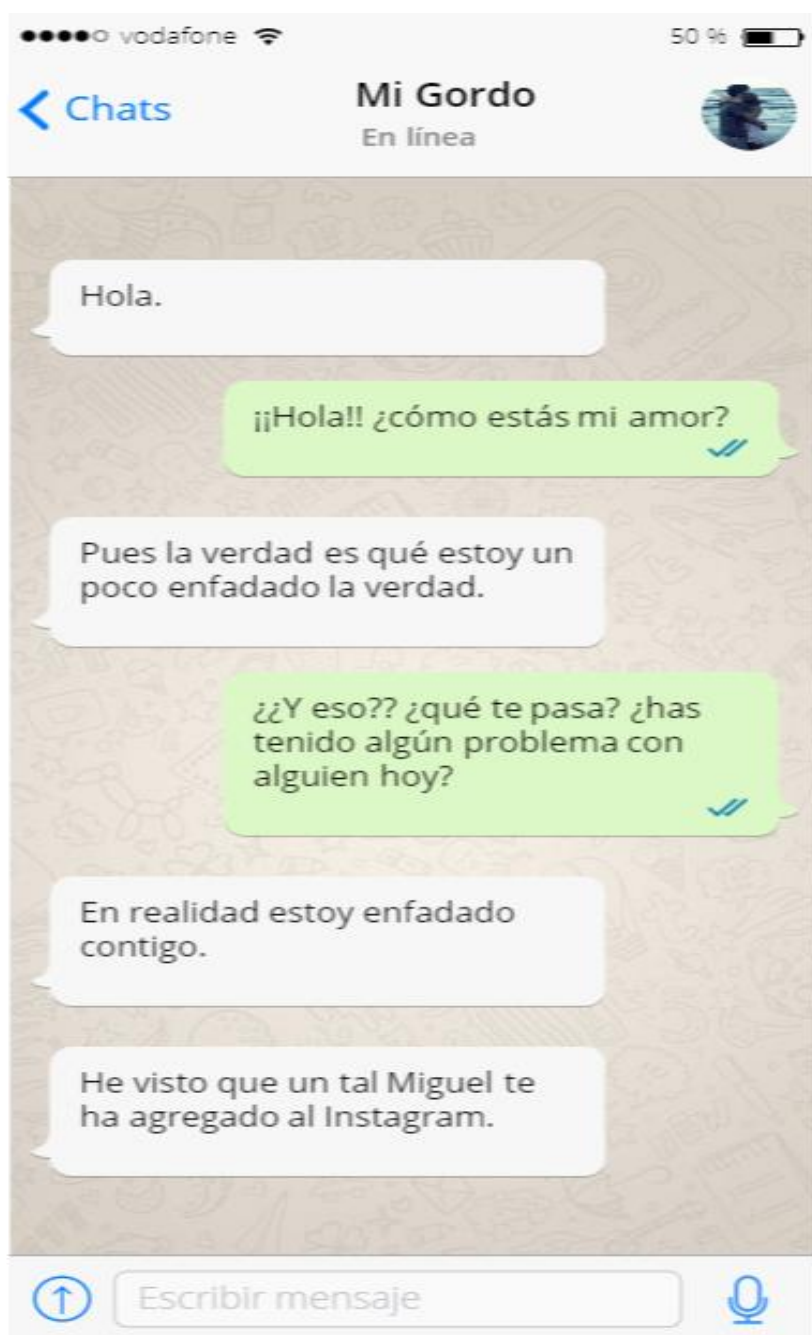 vodafone 50 %
Chats
Mi Gordo
En línea
Hola.
¡¡Hola!! ¿cómo estás mi amor?
Pues la verdad es qué estoy un
poco enfadado la verdad.
¿¿Y eso?? ¿qué te pasa? ¿has
tenido algún problema con
alguien hoy?
En realidad estoy enfadado
contigo.
He visto que un tal Miguel te
ha agregado al Instagram.
Escribir mensaje